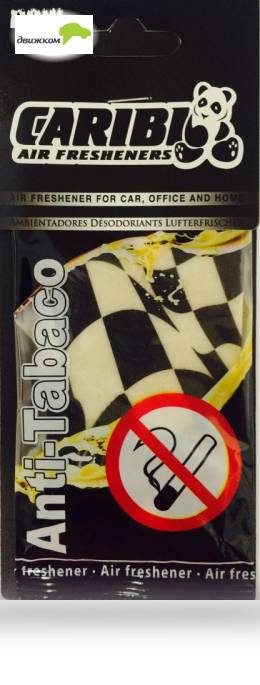 движком
CARIBI
AIR FRESHENERS
AIR FRESHENER FOR CAR, OFFICE AND HOME
AMBIENTADORES DÉSODORIANTS LUFTERFRISCHE
Anti-Tabaco
freshener · Air freshener · Air fres